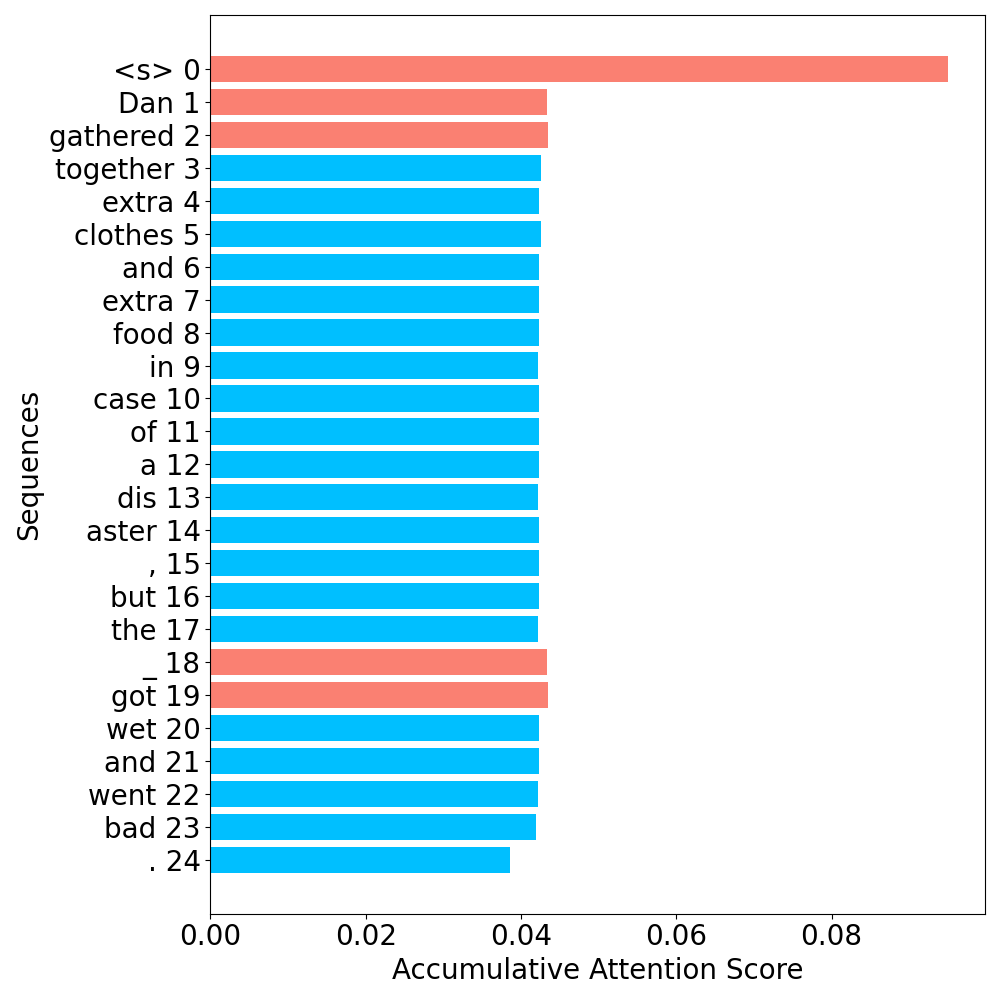 <s> 0
Dan 1
gathered 2
together 3
extra 4
clothes 5
and 6
extra 7
food 8
in 9
case 10
of 11
a 12
dis 13
aster 14
, 15
but 16
the 17
_ 18
got 19
wet 20
and 21
went 22
bad 23
. 24
Sequences
0.00 0.02 0.04 0.06 0.08
Accumulative Attention Score